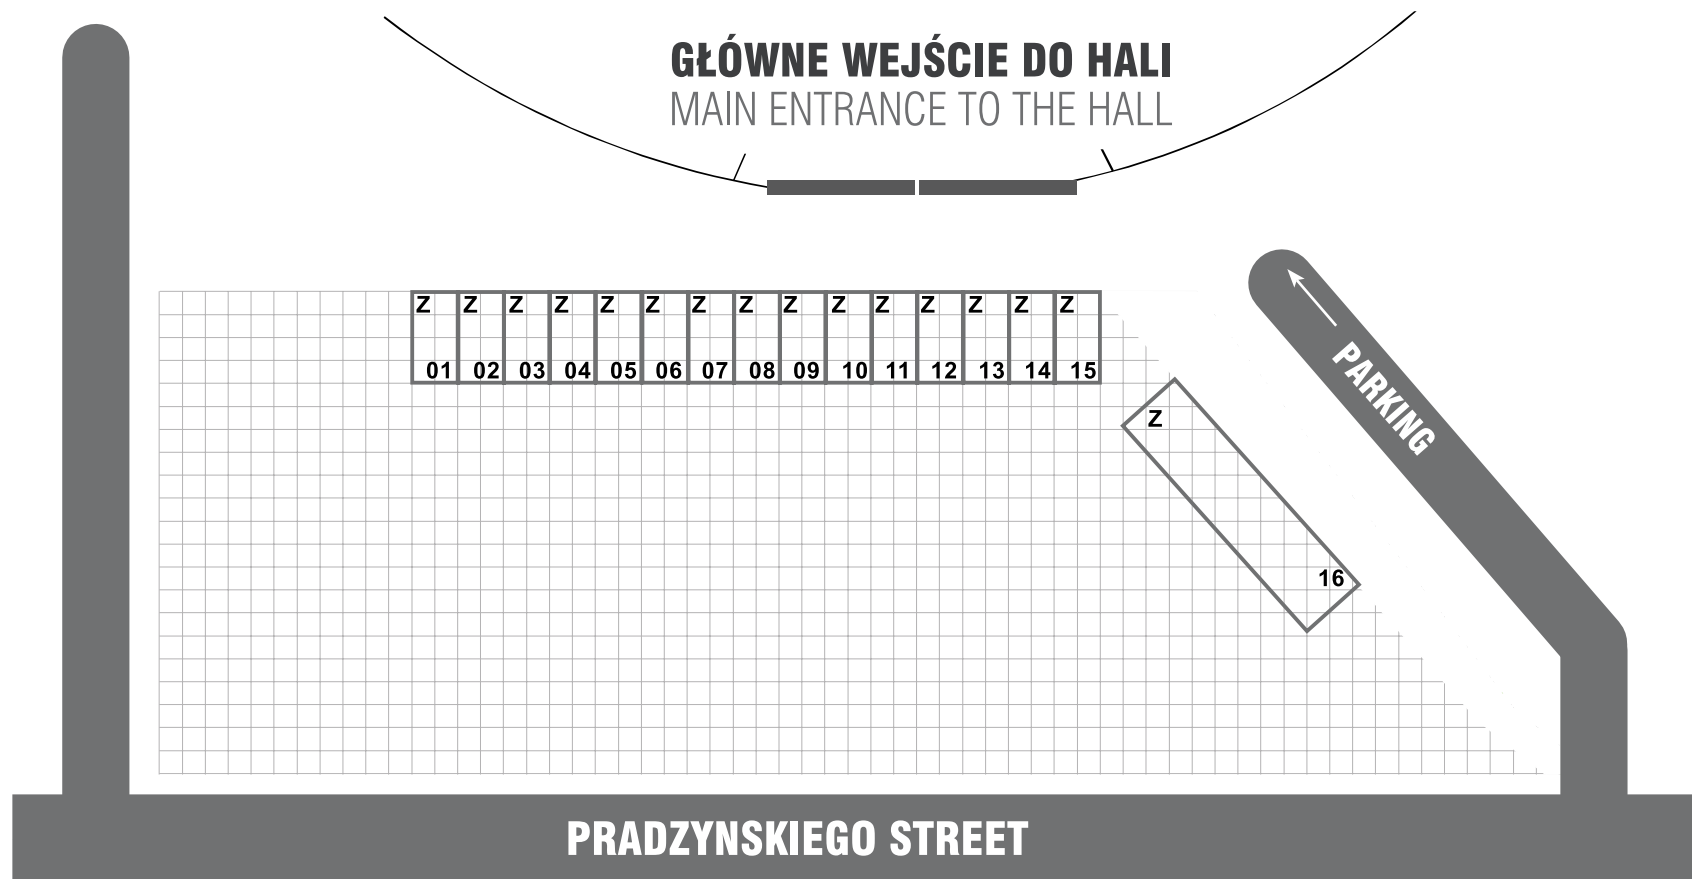 GŁÓWNE WEJŚCIE DO HALI
MAIN ENTRANCE TO THE HALL
Z Z Z Z Z Z Z Z Z Z Z Z Z Z Z
01 02 03 04 05 06 07 08 09 10 11 12 13 14 15
PARKING
Z
16
PRADZYNSKIEGO STREET